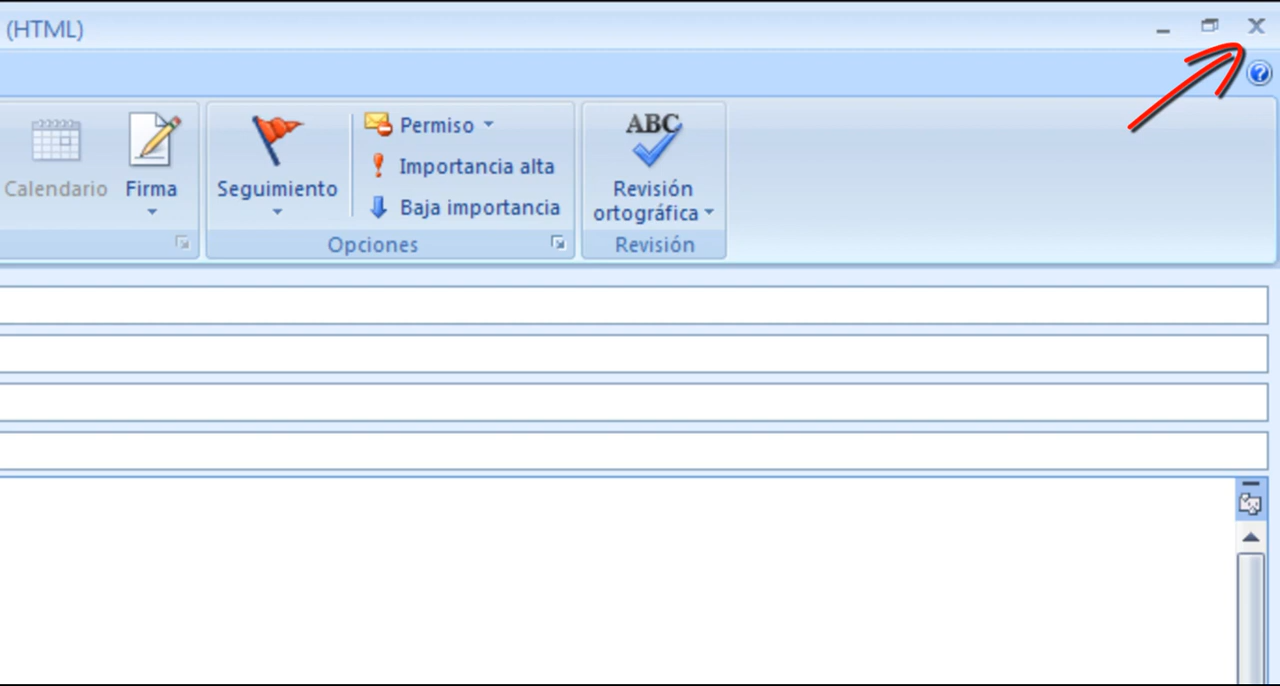 (HTML)
Calendario
Firma
Seguimiento
Permiso
Importancia alta
Baja importancia
Opciones
ABC
Revisión
ortográfica
Revisión